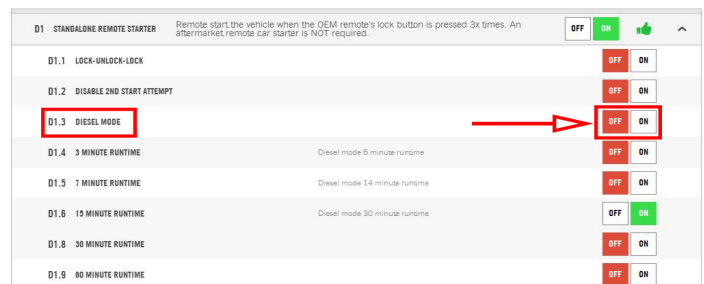 D1 STANDALONE REMOTE STARTER Remote start the vehicle when the OEM remote's lock button is pressed 3x times. An OFF ON
aftermarket remote car starter is NOT required.
D1.1 LOCK-UNLOCK-LOCK OFF ON
D1.2 DISABLE 2ND START ATTEMPT OFF ON
D1.3 DIESEL MODE OFF ON
D1.4 3 MINUTE RUNTIME Diesel mode 6 minute runtime OFF ON
D1.5 7 MINUTE RUNTIME Diesel mode 14 minute runtime OFF ON
D1.6 15 MINUTE RUNTIME Diesel mode 30 minute runtime OFF ON
D1.8 30 MINUTE RUNTIME OFF ON
D1.9 60 MINUTE RUNTIME OFF ON